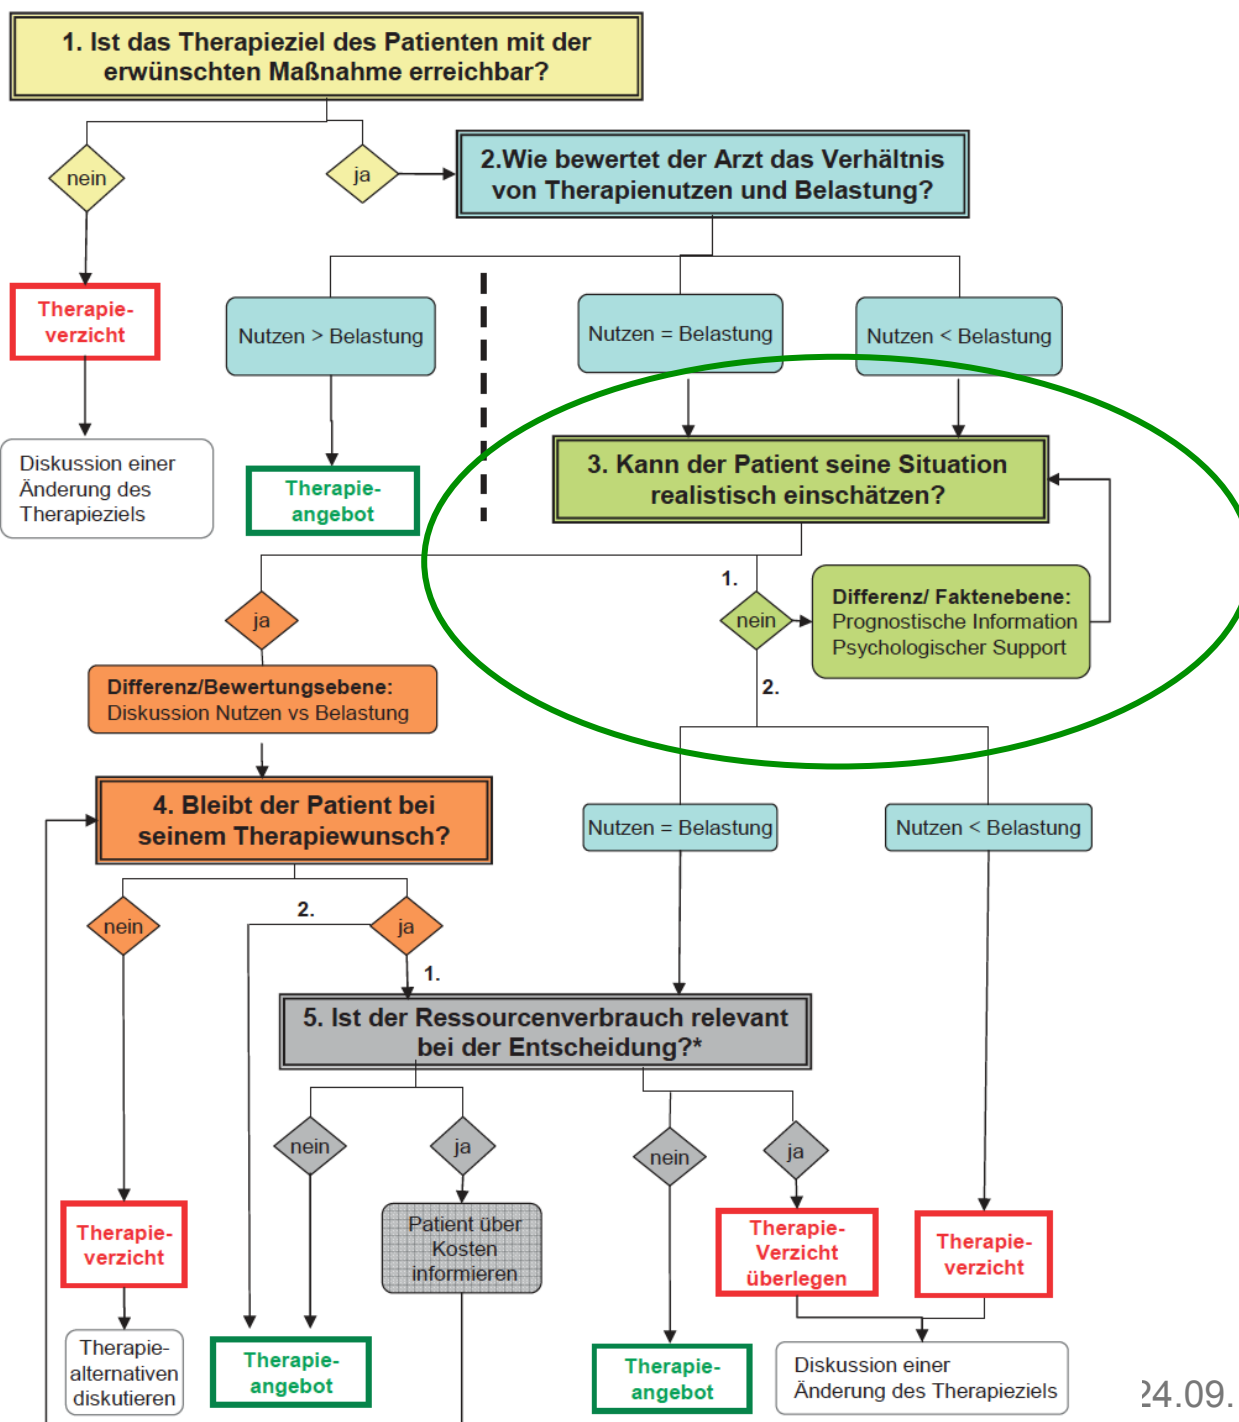 1. Ist das Therapieziel des Patienten mit der
erwünschten Maßnahme erreichbar?
nein
ja
2.Wie bewertet der Arzt das Verhältnis
von Therapienutzen und Belastung?
Therapie-
verzicht
Nutzen > Belastung
Nutzen = Belastung
Nutzen < Belastung
Diskussion einer
Änderung des
Therapieziels
Therapie-
angebot
3. Kann der Patient seine Situation
realistisch einschätzen?
ja
1.
nein
Differenz/ Faktenebene:
Prognostische Information
Psychologischer Support
2.
Differenz/Bewertungsebene:
Diskussion Nutzen vs Belastung
4. Bleibt der Patient bei
seinem Therapiewunsch?
Nutzen = Belastung
Nutzen < Belastung
nein
2.
ja
1.
5. Ist der Ressourcenverbrauch relevant
bei der Entscheidung?*
nein
ja
nein
ja
Therapie-
verzicht
Patient über
Kosten
informieren
Therapie-
Verzicht
überlegen
Therapie-
verzicht
Therapie-
alternativen
diskutieren
Therapie-
angebot
Therapie-
angebot
Diskussion einer
Änderung des Therapieziels
24.09.